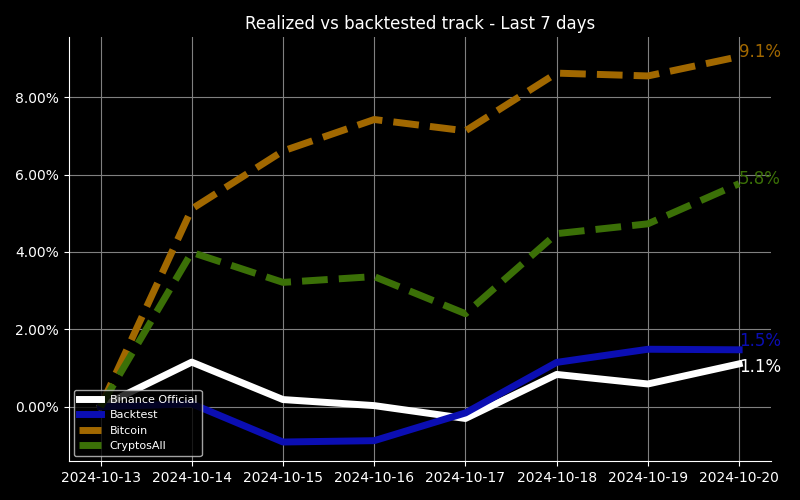 Realized vs backtested track - Last 7 days
9.1%
8.00%
6.00%
5.8%
4.00%
2.00%
1.5%
1.1%
0.00%
Binance Official
Backtest
Bitcoin
CryptosAll
2024-10-13 2024-10-14 2024-10-15 2024-10-16 2024-10-17 2024-10-18 2024-10-19 2024-10-20